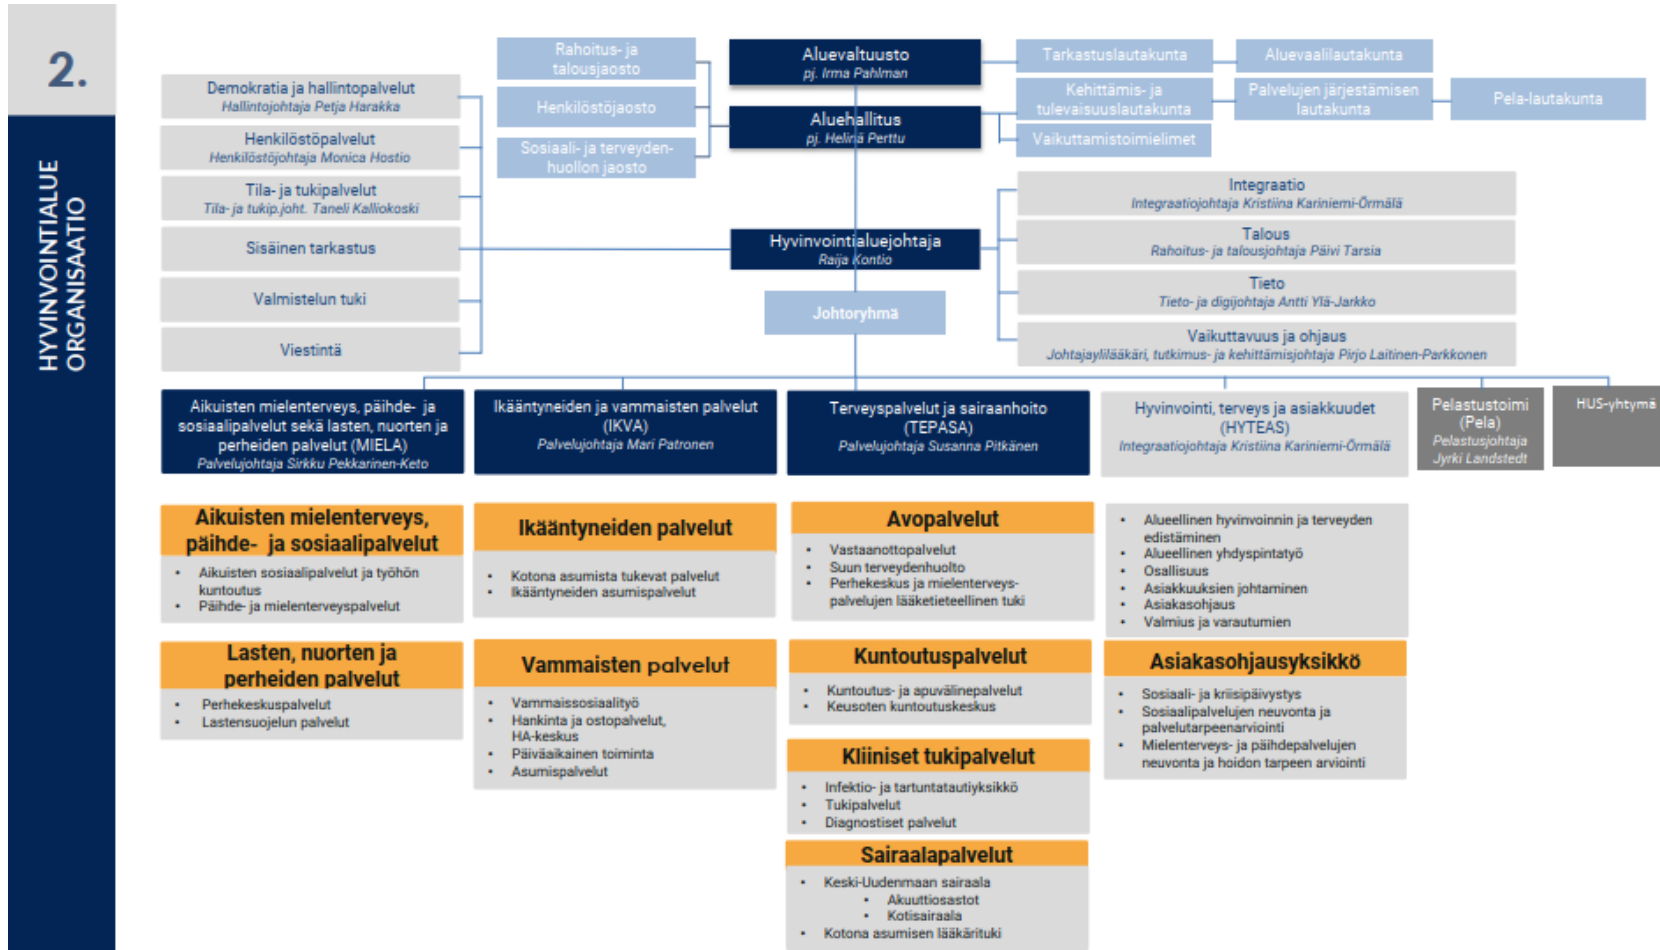 2.
HYVINVOINTIALUE
ORGANISAATIO
Rahoitus- ja
talousjaosto
Henkilöstöjaosto
Sosiaali- ja terveyden-
huollon jaosto
Aluevaltuusto
pj. Irma Pahlman
Aluehallitus
pj. Helinä Perttu
Tarkastuslautakunta
Aluevaalilautakunta
Kehittämis- ja
tulevaisuuslautakunta
Palvelujen järjestämisen
lautakunta
Pela-lautakunta
Vaikuttamistoimielimet
Demokratia ja hallintopalvelut
Hallintojohtaja Petja Harakka
Henkilöstöpalvelut
Henkilöstöjohtaja Monica Hostio
Tila- ja tukipalvelut
Tila- ja tukip.joht. Taneli Kalliokoski
Sisäinen tarkastus
Valmistelun tuki
Viestintä
Hyvinvointialuejohtaja
Raija Kontio
Johtoryhmä
Integraatio
Integraatiojohtaja Kristiina Kariniemi-Örmälä
Talous
Rahoitus- ja talousjohtaja Päivi Tarsia
Tieto
Tieto- ja digijohtaja Antti Ylä-Jarkko
Vaikuttavuus ja ohjaus
Johtajaylilääkäri, tutkimus- ja kehittämisjohtaja Pirjo Laitinen-Parkkonen
Aikuisten mielenterveys, päihde- ja
sosiaalipalvelut sekä lasten, nuorten ja
perheiden palvelut (MIELA)
Palvelujohtaja Sirkku Pekkarinen-Keto
Ikääntyneiden ja vammaisten palvelut
(IKVA)
Palvelujohtaja Mari Patronen
Terveyspalvelut ja sairaanhoito
(TEPASA)
Palvelujohtaja Susanna Pitkänen
Hyvinvointi, terveys ja asiakkuudet
(HYTEAS)
Integraatiojohtaja Kristiina Kariniemi-Örmälä
Pelastustoimi
(Pela)
Pelastusjohtaja
Jyrki Landstedt
HUS-yhtymä
Aikuisten mielenterveys,
päihde- ja sosiaalipalvelut
• Aikuisten sosiaalipalvelut ja työhön
kuntoutus
• Päihde- ja mielenterveyspalvelut
Lasten, nuorten ja
perheiden palvelut
• Perhekeskuspalvelut
• Lastensuojelun palvelut
Ikääntyneiden palvelut
• Kotona asumista tukevat palvelut
• Ikääntyneiden asumispalvelut
Vammaisten palvelut
• Vammaissosiaalityö
• Hankinta ja ostopalvelut,
HA-keskus
• Päiväaikainen toiminta
• Asumispalvelut
Avopalvelut
• Vastaanottopalvelut
• Suun terveydenhuolto
• Perhekeskus ja mielenterveys-
palvelujen lääketieteellinen tuki
Kuntoutuspalvelut
• Kuntoutus- ja apuvälinepalvelut
• Keusoten kuntoutuskeskus
Kliiniset tukipalvelut
• Infektio- ja tartuntatautiyksikkö
• Tukipalvelut
• Diagnostiset palvelut
Sairaalapalvelut
• Keski-Uudenmaan sairaala
• Akuuttiosastot
• Kotisairaala
• Kotona asumisen lääkärituki
• Alueellinen hyvinvoinnin ja terveyden
edistäminen
• Alueellinen yhdyspintatyö
• Osallisuus
• Asiakkuuksien johtaminen
• Asiakasohjaus
• Valmius ja varautumien
Asiakasohjausyksikkö
• Sosiaali- ja kriisipäivystys
• Sosiaalipalvelujen neuvonta ja
palvelutarpeenarviointi
• Mielenterveys- ja päihdepalvelujen
neuvonta ja hoidon tarpeen arviointi